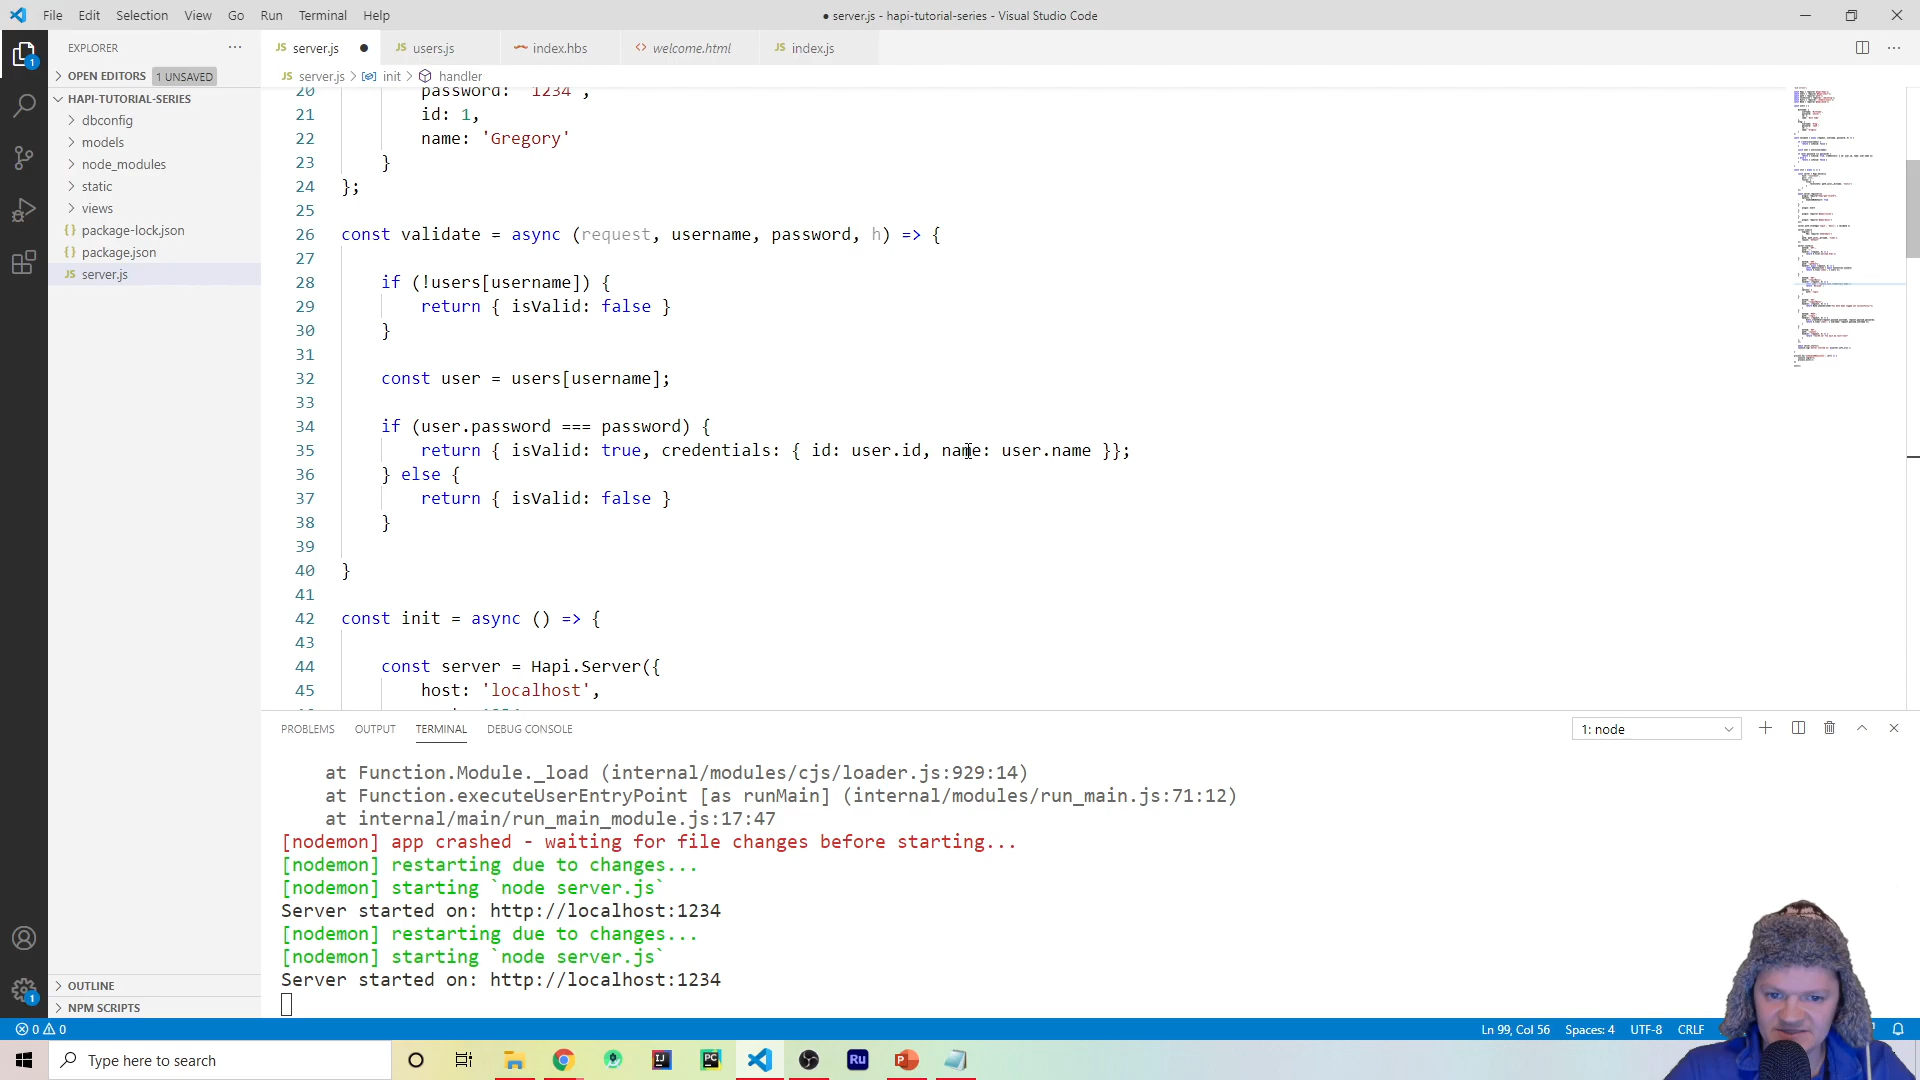 File Edit Selection View Go Run Terminal Help
● server.js - hapi-tutorial-series - Visual Studio Code
EXPLORER
OPEN EDITORS 1 UNSAVED
HAPI-TUTORIAL-SERIES
dbconfig
models
node_modules
static
views
{} package-lock.json
{} package.json
JS server.js
OUTLINE
NPM SCRIPTS
JS server.js ●
JS users.js
index.hbs
<> welcome.html
JS index.js
JS server.js > init > handler
20 password: '1234',
21 id: 1,
22 name: 'Gregory'
23 }
24 };
25
26 const validate = async (request, username, password, h) => {
27
28 if (!users[username]) {
29 return { isValid: false }
30 }
31
32 const user = users[username];
33
34 if (user.password === password) {
35 return { isValid: true, credentials: { id: user.id, name: user.name }};
36 } else {
37 return { isValid: false }
38 }
39
40 }
41
42 const init = async () => {
43
44 const server = Hapi.Server({
45 host: 'localhost',
PROBLEMS OUTPUT TERMINAL DEBUG CONSOLE
1: node
at Function.Module._load (internal/modules/cjs/loader.js:929:14)
at Function.executeUserEntryPoint [as runMain] (internal/modules/run_main.js:71:12)
at internal/main/run_main_module.js:17:47
[nodemon] app crashed - waiting for file changes before starting...
[nodemon] restarting due to changes...
[nodemon] starting `node server.js`
Server started on: http://localhost:1234
[nodemon] restarting due to changes...
[nodemon] starting `node server.js`
Server started on: http://localhost:1234
0 0
Ln 99, Col 56 Spaces: 4 UTF-8 CRLF
Type here to search
IJ
PC
Ru